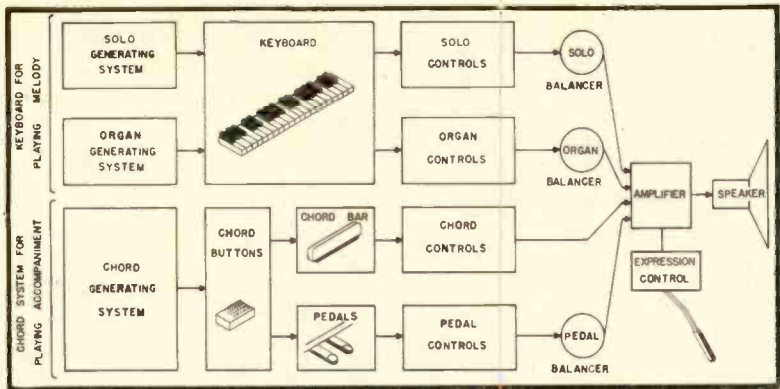 KEYBOARD FOR
PLAYING MELODY
SOLO
GENERATING
SYSTEM
KEYBOARD
SOLO
CONTROLS
SOLO
BALANCER
ORGAN
GENERATING
SYSTEM
ORGAN
CONTROLS
ORGAN
BALANCER
AMPLIFIER
SPEAKER
EXPRESSION
CONTROL
CHORD SYSTEM FOR
PLAYING ACCOMPANIMENT
CHORD
GENERATING
SYSTEM
CHORD
BUTTONS
CHORD BAR
CHORD
CONTROLS
PEDALS
PEDAL
CONTROLS
PEDAL
BALANCER